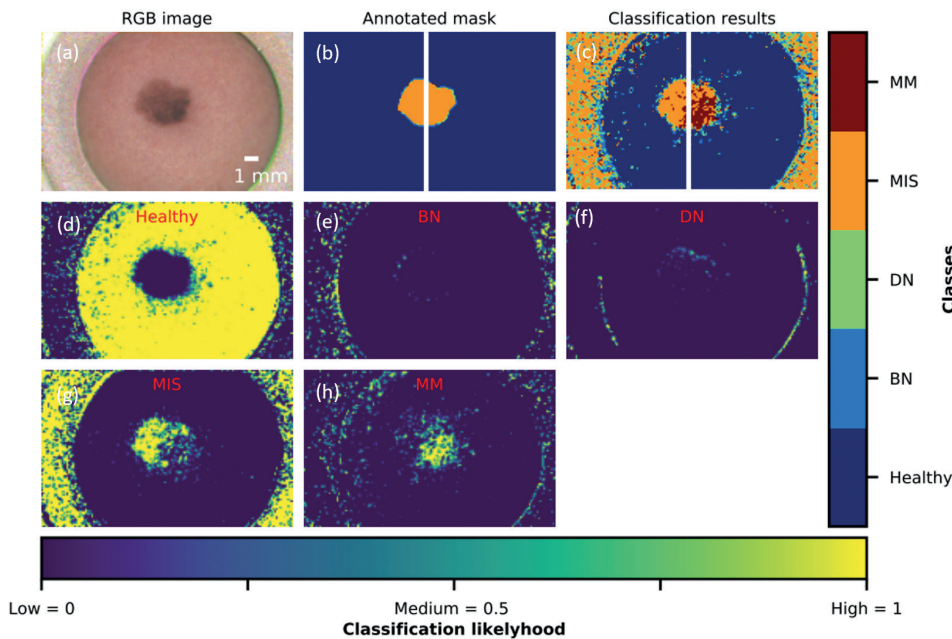 RGB image
Annotated mask
Classification results
(a)
(b)
(c)
1 mm
(d)
Healthy
(e)
BN
(f)
DN
(g)
MIS
(h)
MM
MM
MIS
DN
BN
Healthy
Classes
Low = 0
Medium = 0.5
High = 1
Classification likelyhood